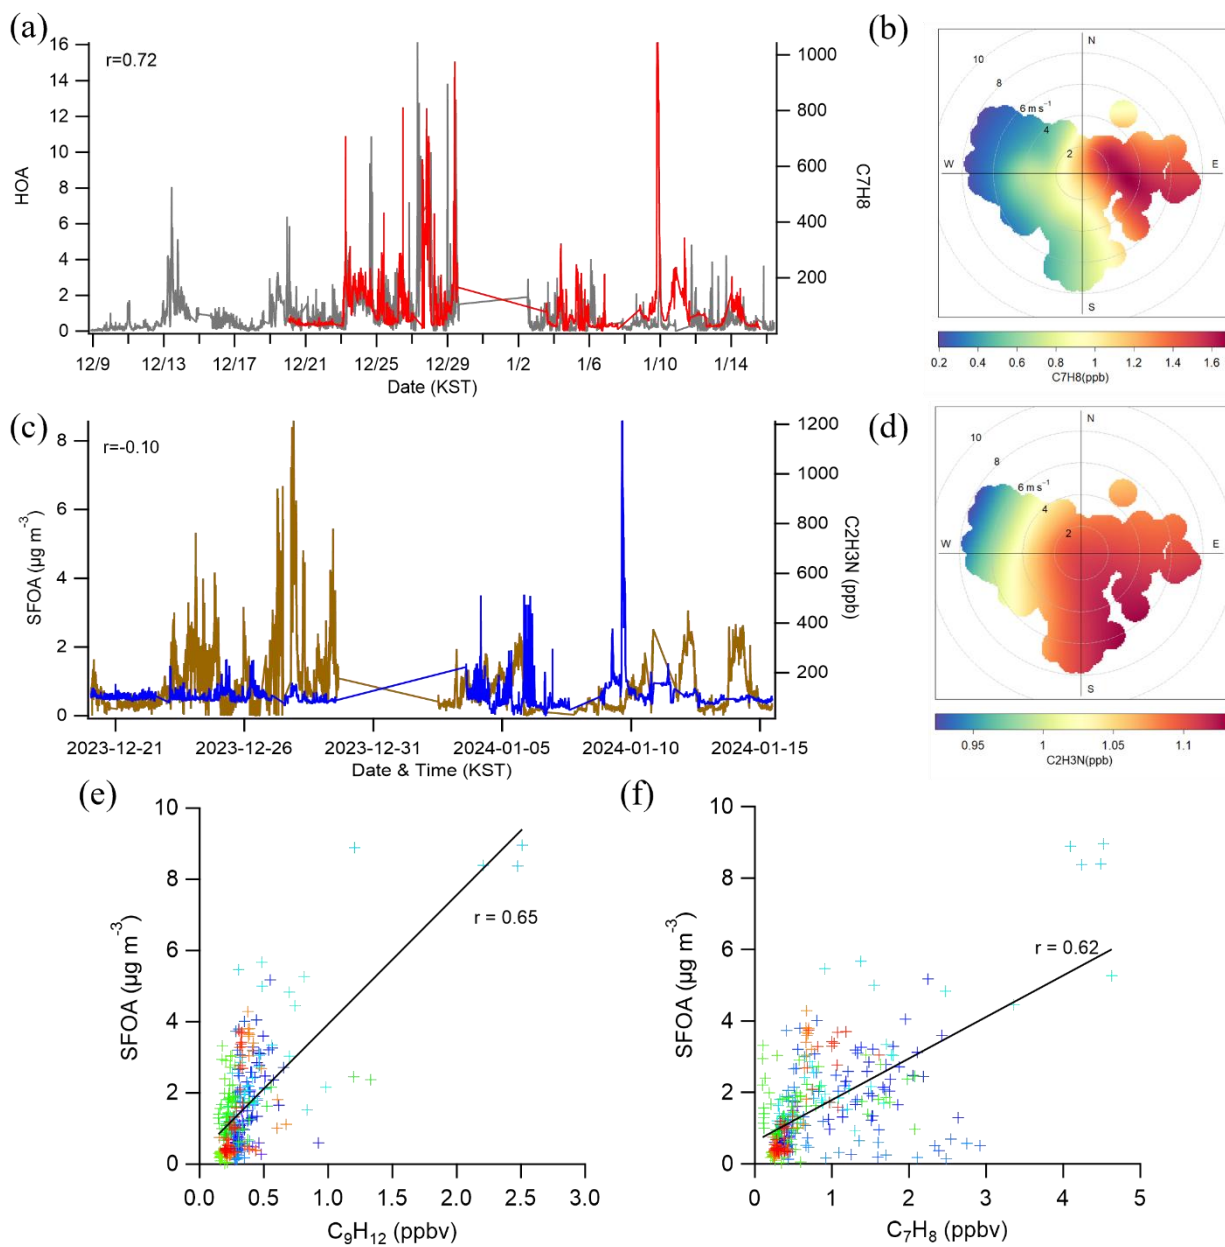 (a)
r=0.72
HOA
16
14
12
10
8
6
4
2
0
1000
800
600
400
200
C7H8
12/9 12/13 12/17 12/21 12/25 12/29 1/2 1/6 1/10 1/14
Date (KST)
(b)
N
10
8
6 m s⁻¹
4
2
W E
S
0.2 0.4 0.6 0.8 1 1.2 1.4 1.6
C7H8(ppb)
(c)
r=-0.10
SFOA (µg m⁻³)
8
6
4
2
0
1200
1000
800
600
400
200
C2H3N (ppb)
2023-12-21 2023-12-26 2023-12-31 2024-01-05 2024-01-10 2024-01-15
Date & Time (KST)
(d)
N
10
8
6 m s⁻¹
4
2
W E
S
0.95 1 1.05 1.1
C2H3N(ppb)
(e)
SFOA (µg m⁻³)
10
8
6
4
2
0
r = 0.65
0.0 0.5 1.0 1.5 2.0 2.5 3.0
C₉H₁₂ (ppbv)
(f)
SFOA (µg m⁻³)
10
8
6
4
2
0
r = 0.62
0 1 2 3 4 5
C₇H₈ (ppbv)